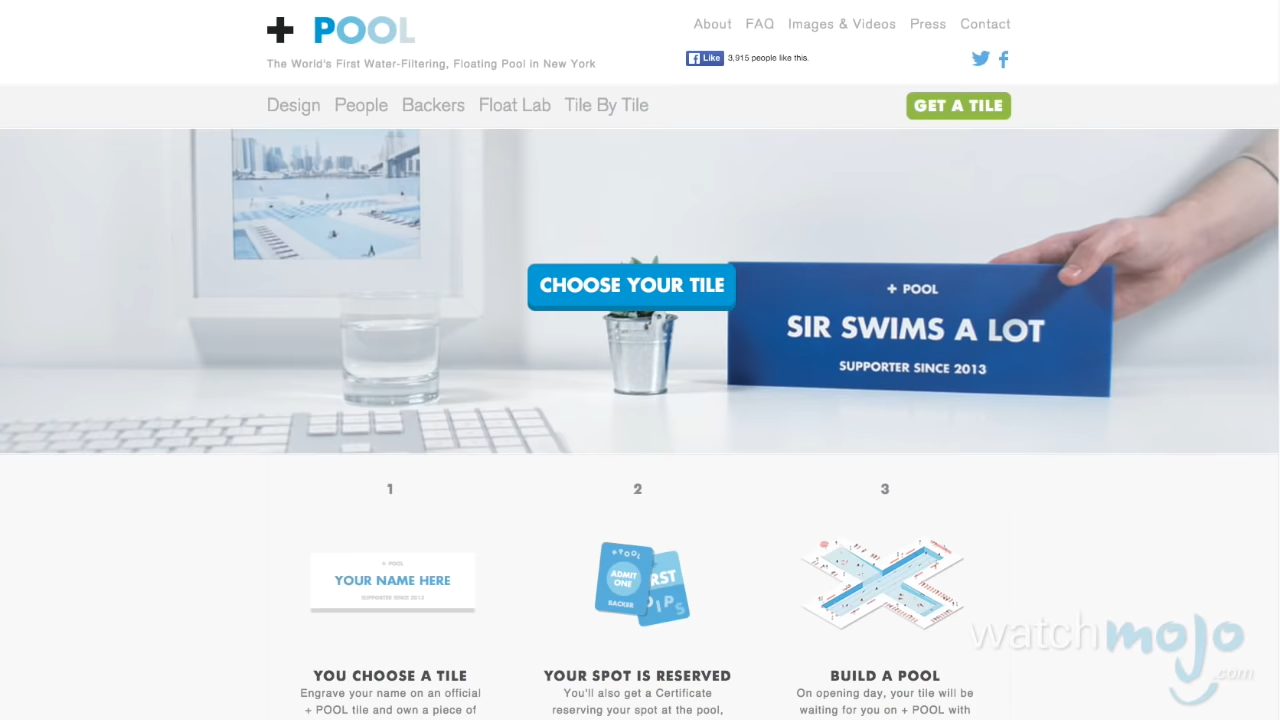 + POOL
About FAQ Images & Videos Press Contact
Like 3,915 people like this.
The World's First Water-Filtering, Floating Pool in New York
Design People Backers Float Lab Tile By Tile
GET A TILE
CHOOSE YOUR TILE
+ POOL
SIR SWIMS A LOT
SUPPORTER SINCE 2013
1
2
3
+ POOL
YOUR NAME HERE
SUPPORTER SINCE 2013
+POOL
ADMIT
ONE
BACKER
RST
DIPS
YOU CHOOSE A TILE
Engrave your name on an official
+ POOL tile and own a piece of
YOUR SPOT IS RESERVED
You'll also get a Certificate
reserving your spot at the pool,
BUILD A POOL
On opening day, your tile will be
waiting for you on + POOL with
watchmojo
.com